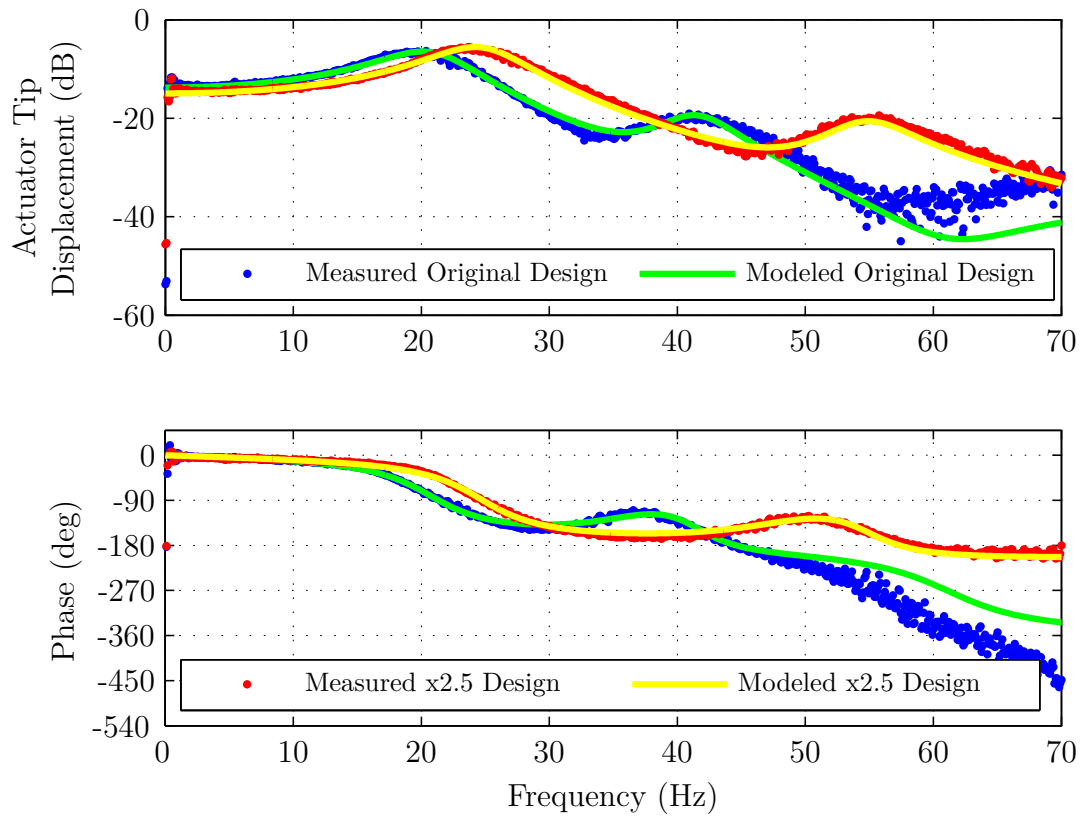 0
-20
-40
-60
Actuator Tip
Displacement (dB)
Measured Original Design
Modeled Original Design
0 10 20 30 40 50 60 70
0
-90
-180
-270
-360
-450
-540
Phase (deg)
Measured x2.5 Design
Modeled x2.5 Design
0 10 20 30 40 50 60 70
Frequency (Hz)